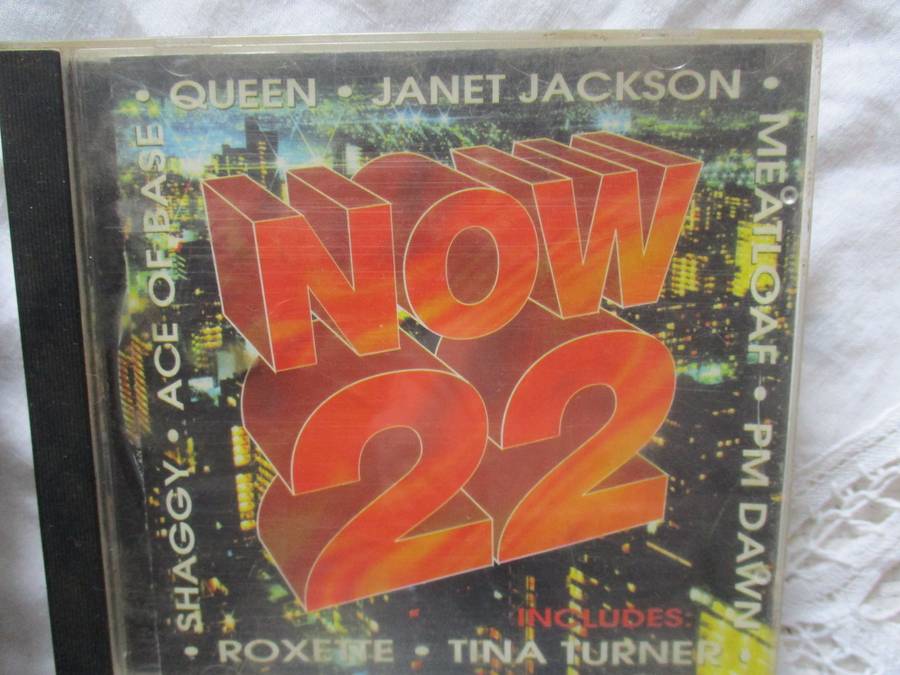 • QUEEN • JANET JACKSON •
MEATLOAF • PM DAWN
SHAGGY • ACE OF BASE
NOW
22
INCLUDES:
• ROXETTE • TINA TURNER •